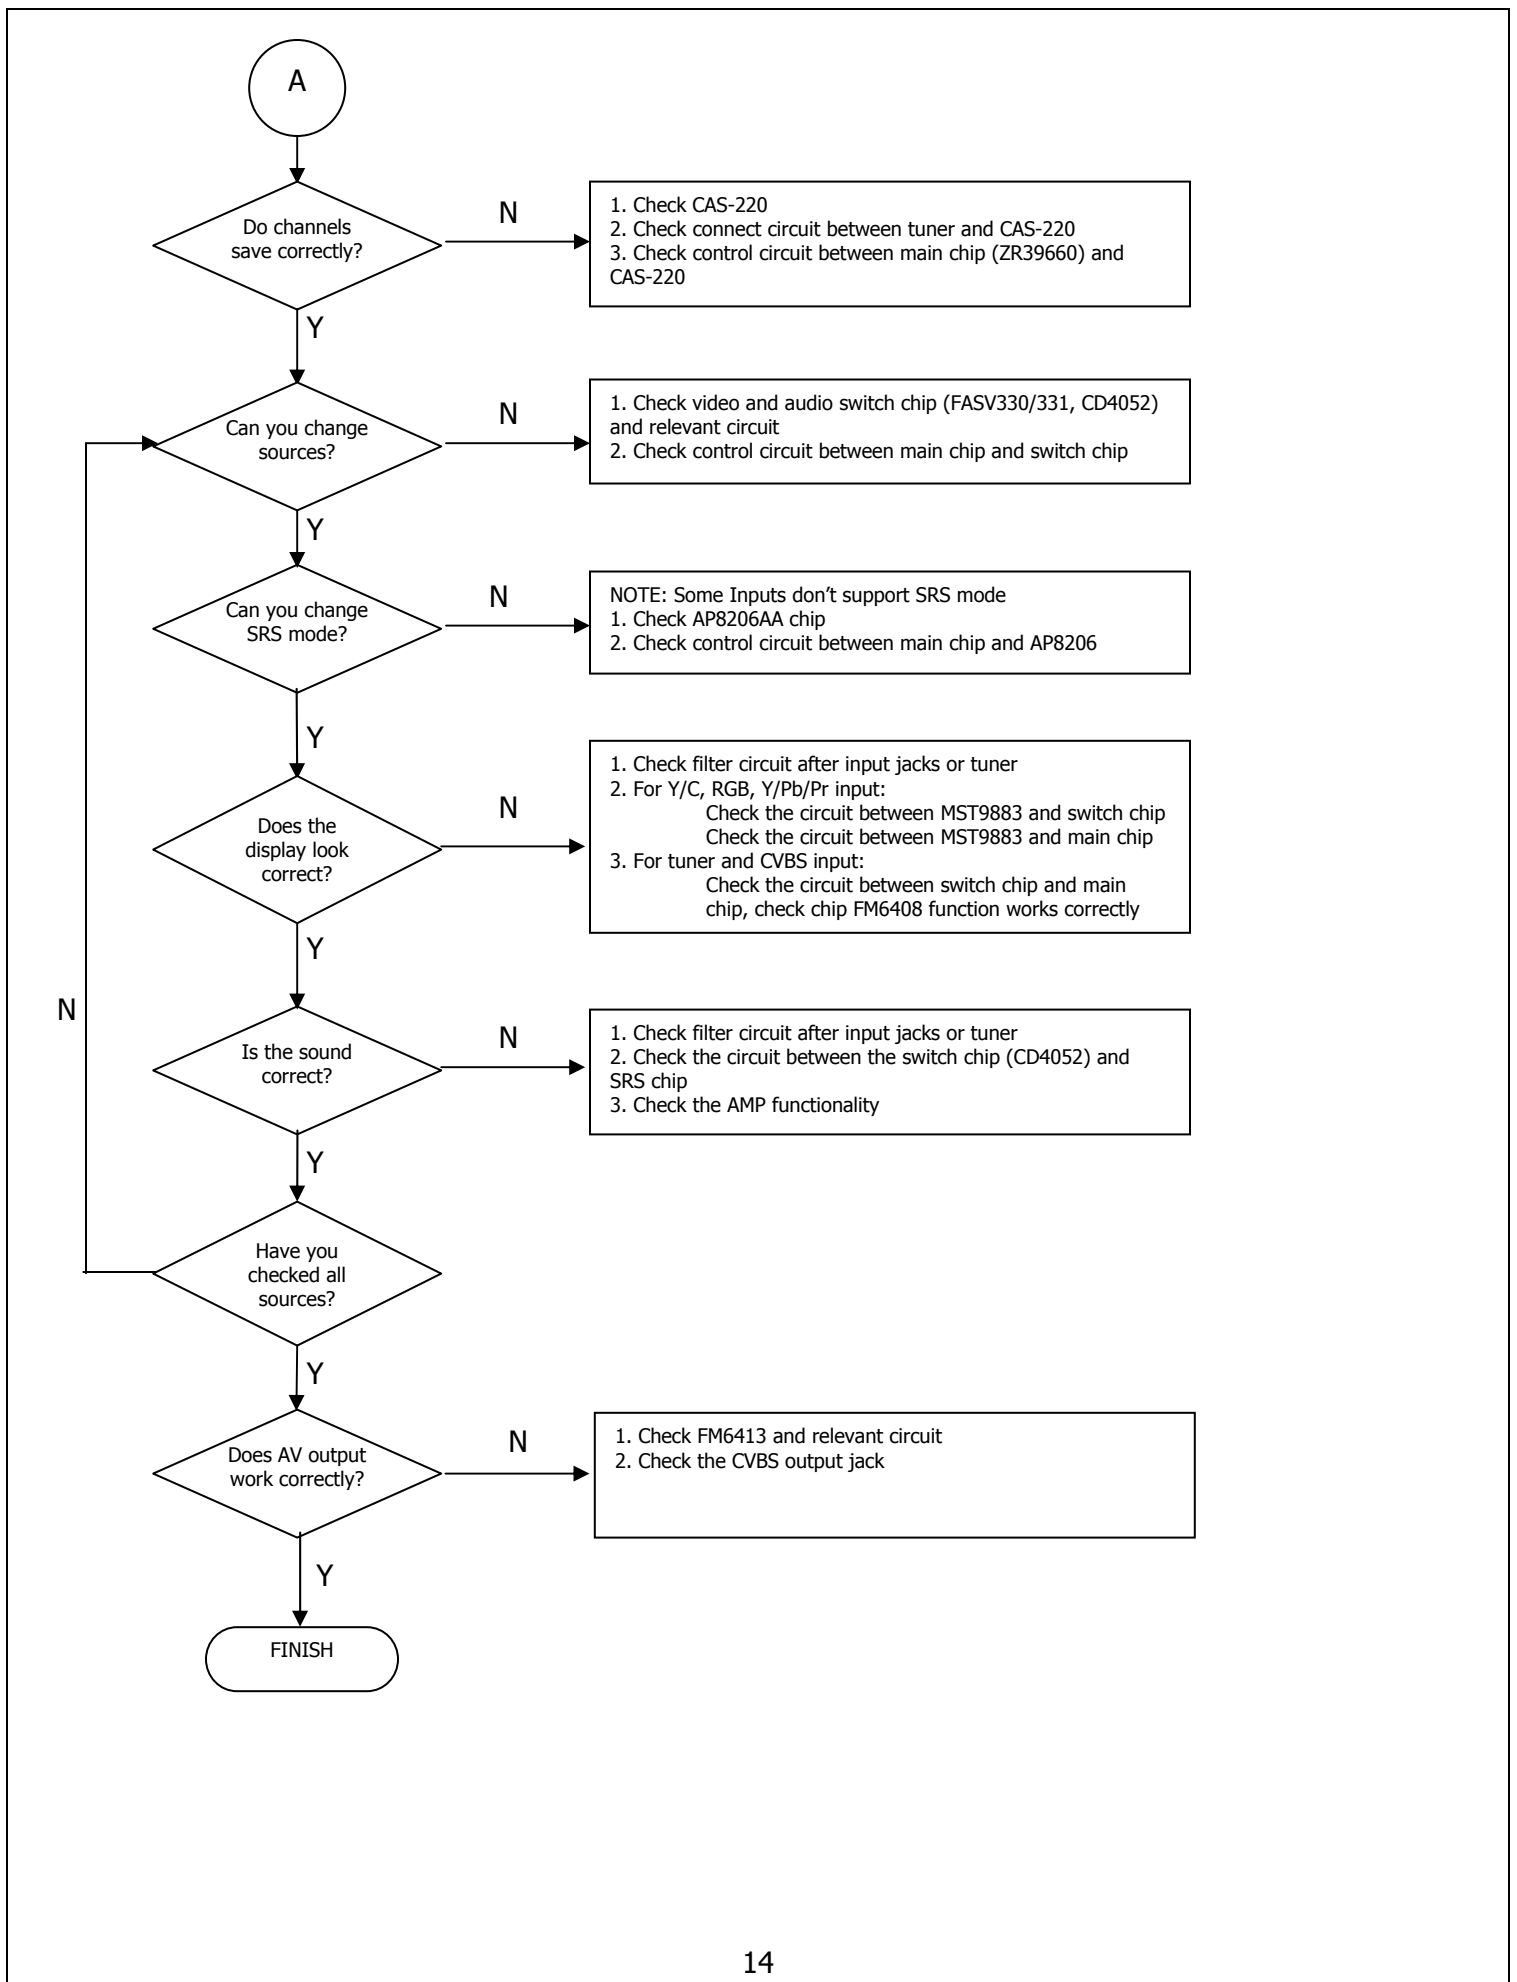 A
Do channels
save correctly?
N
1. Check CAS-220
2. Check connect circuit between tuner and CAS-220
3. Check control circuit between main chip (ZR39660) and
CAS-220
Y
Can you change
sources?
N
1. Check video and audio switch chip (FASV330/331, CD4052)
and relevant circuit
2. Check control circuit between main chip and switch chip
Y
Can you change
SRS mode?
N
NOTE: Some Inputs don’t support SRS mode
1. Check AP8206AA chip
2. Check control circuit between main chip and AP8206
Y
Does the
display look
correct?
N
1. Check filter circuit after input jacks or tuner
2. For Y/C, RGB, Y/Pb/Pr input:
Check the circuit between MST9883 and switch chip
Check the circuit between MST9883 and main chip
3. For tuner and CVBS input:
Check the circuit between switch chip and main
chip, check chip FM6408 function works correctly
Y
N
Is the sound
correct?
N
1. Check filter circuit after input jacks or tuner
2. Check the circuit between the switch chip (CD4052) and
SRS chip
3. Check the AMP functionality
Y
Have you
checked all
sources?
Y
Does AV output
work correctly?
N
1. Check FM6413 and relevant circuit
2. Check the CVBS output jack
Y
FINISH
14